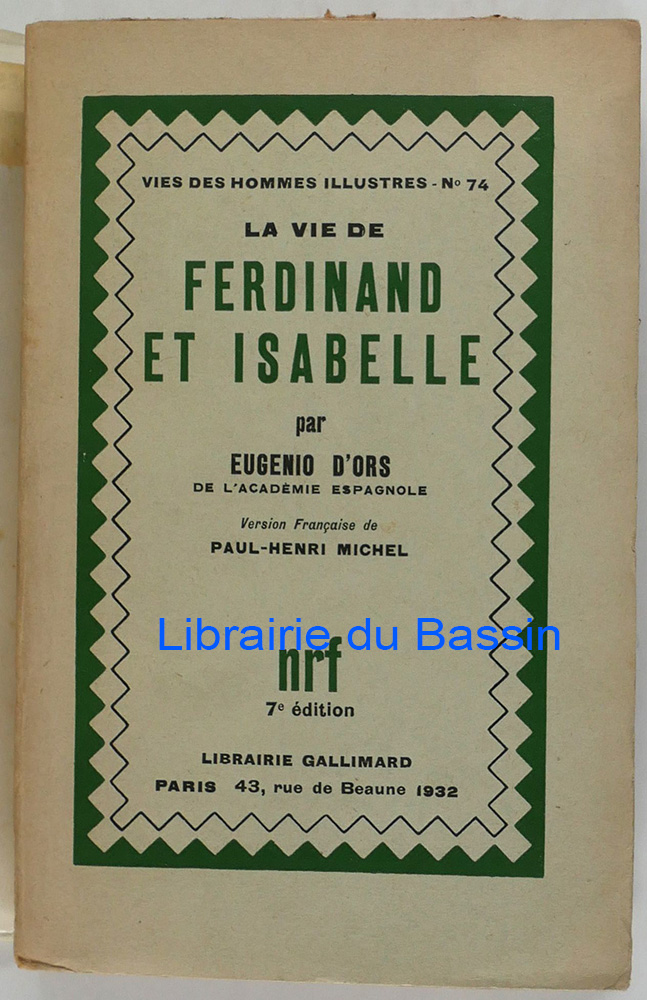 VIES DES HOMMES ILLUSTRES - No 74
LA VIE DE
FERDINAND
ET ISABELLE
par
EUGENIO D'ORS
DE L'ACADÉMIE ESPAGNOLE
Version Française de
PAUL-HENRI MICHEL
Librairie du Bassin
nrf
7e édition
LIBRAIRIE GALLIMARD
PARIS 43, rue de Beaune 1932